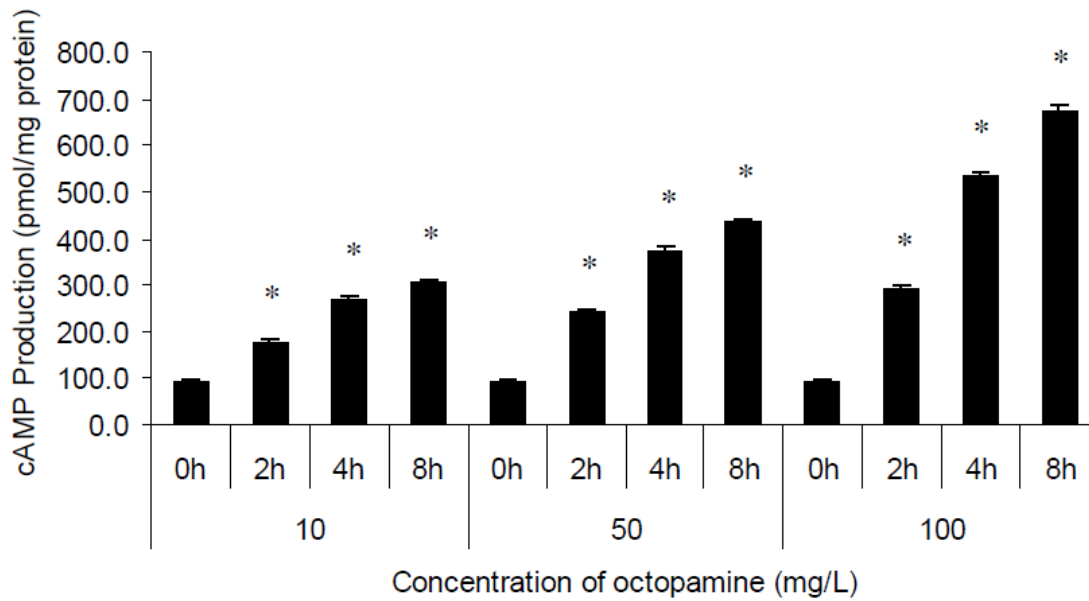 cAMP Production (pmol/mg protein)
800.0
700.0
600.0
500.0
400.0
300.0
200.0
100.0
0.0
* * * * * * * * *
0h 2h 4h 8h 0h 2h 4h 8h 0h 2h 4h 8h
10 50 100
Concentration of octopamine (mg/L)